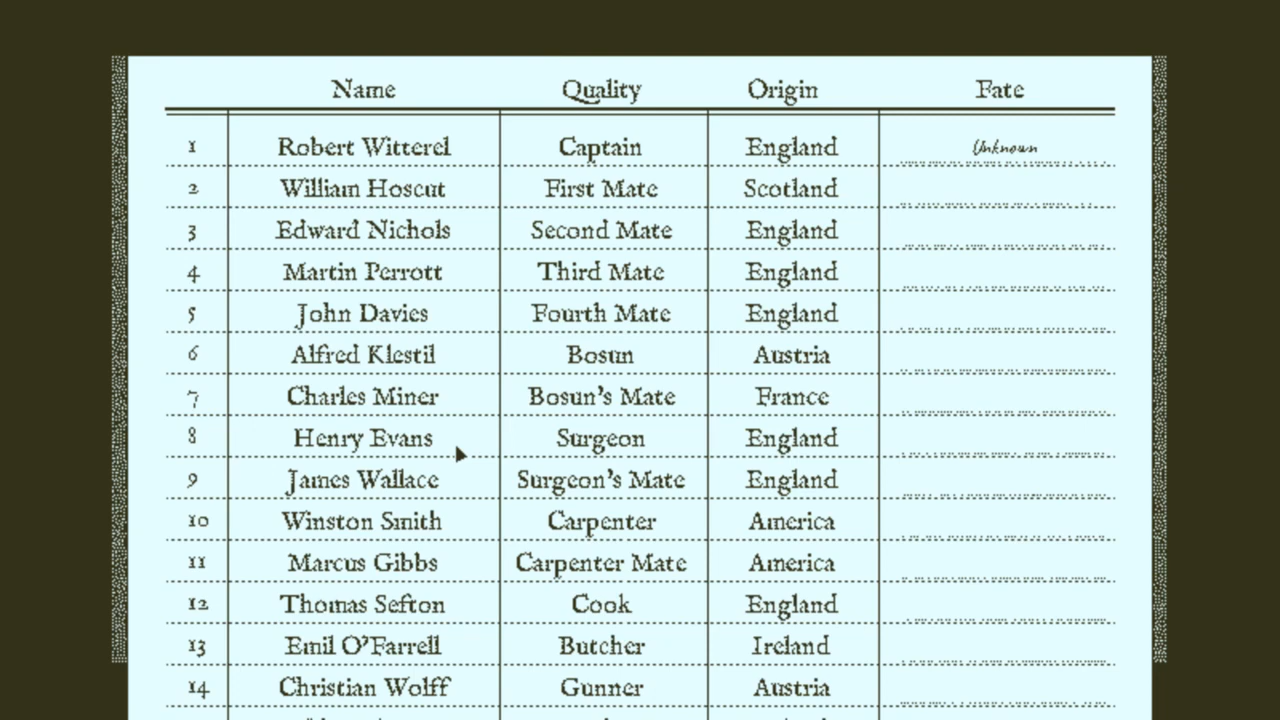 Name Quality Origin Fate
1 Robert Witterel Captain England Unknown
2 William Hoscut First Mate Scotland
3 Edward Nichols Second Mate England
4 Martin Perrott Third Mate England
5 John Davies Fourth Mate England
6 Alfred Klestil Bosun Austria
7 Charles Miner Bosun's Mate France
8 Henry Evans Surgeon England
9 James Wallace Surgeon's Mate England
10 Winston Smith Carpenter America
11 Marcus Gibbs Carpenter Mate America
12 Thomas Sefton Cook England
13 Emil O'Farrell Butcher Ireland
14 Christian Wolff Gunner Austria